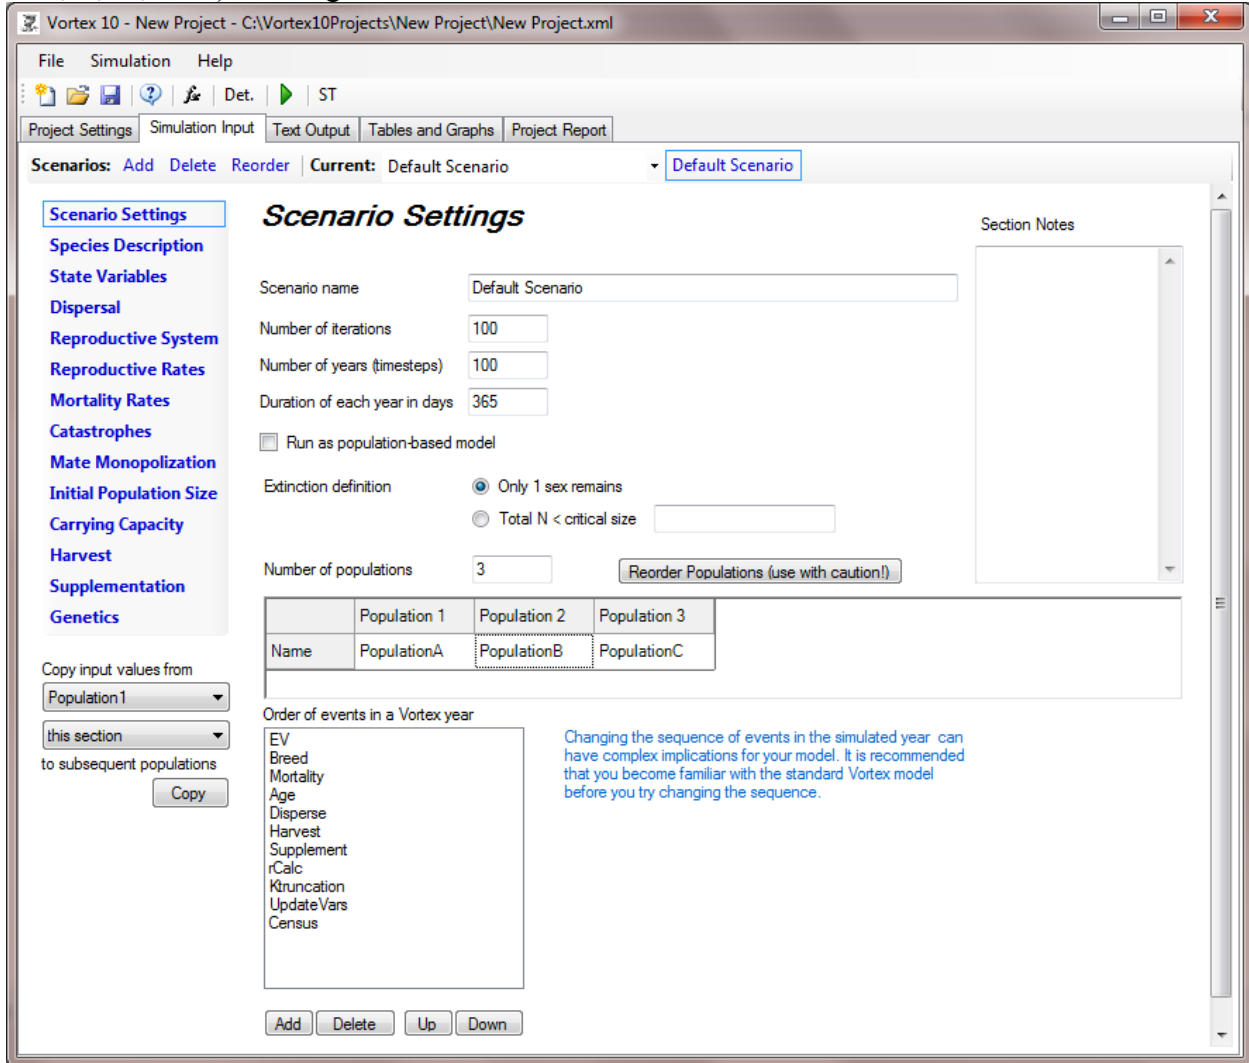 Vortex 10 - New Project - C:\Vortex10Projects\New Project\New Project.xml
File Simulation Help
Det. ST
Project Settings Simulation Input Text Output Tables and Graphs Project Report
Scenarios: Add Delete Reorder Current: Default Scenario Default Scenario
Scenario Settings
Species Description
State Variables
Dispersal
Reproductive System
Reproductive Rates
Mortality Rates
Catastrophes
Mate Monopolization
Initial Population Size
Carrying Capacity
Harvest
Supplementation
Genetics
Copy input values from
Population1
this section
to subsequent populations
Copy
Scenario Settings
Section Notes
Scenario name Default Scenario
Number of iterations 100
Number of years (timesteps) 100
Duration of each year in days 365
Run as population-based model
Extinction definition Only 1 sex remains
Total N < critical size
Number of populations 3 Reorder Populations (use with caution!)
Population 1 Population 2 Population 3
Name PopulationA PopulationB PopulationC
Order of events in a Vortex year
EV
Breed
Mortality
Age
Disperse
Harvest
Supplement
rCalc
Ktruncation
UpdateVars
Census
Changing the sequence of events in the simulated year can
have complex implications for your model. It is recommended
that you become familiar with the standard Vortex model
before you try changing the sequence.
Add Delete Up Down